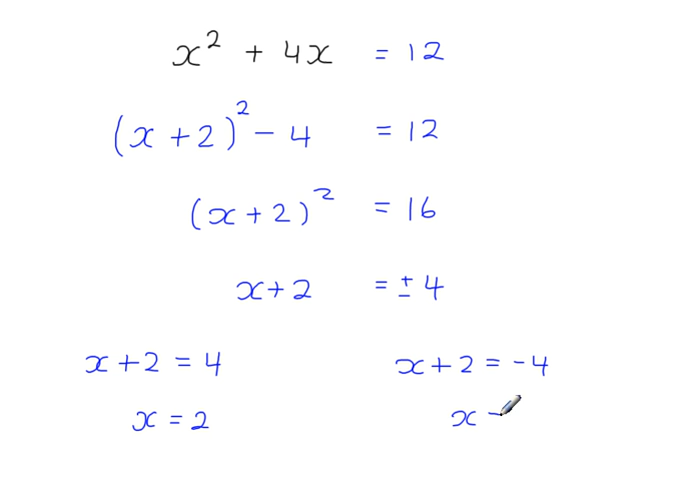 x² + 4x = 12
(x + 2)² - 4 = 12
(x + 2)² = 16
x + 2 = ± 4
x + 2 = 4
x + 2 = -4
x = 2
x -